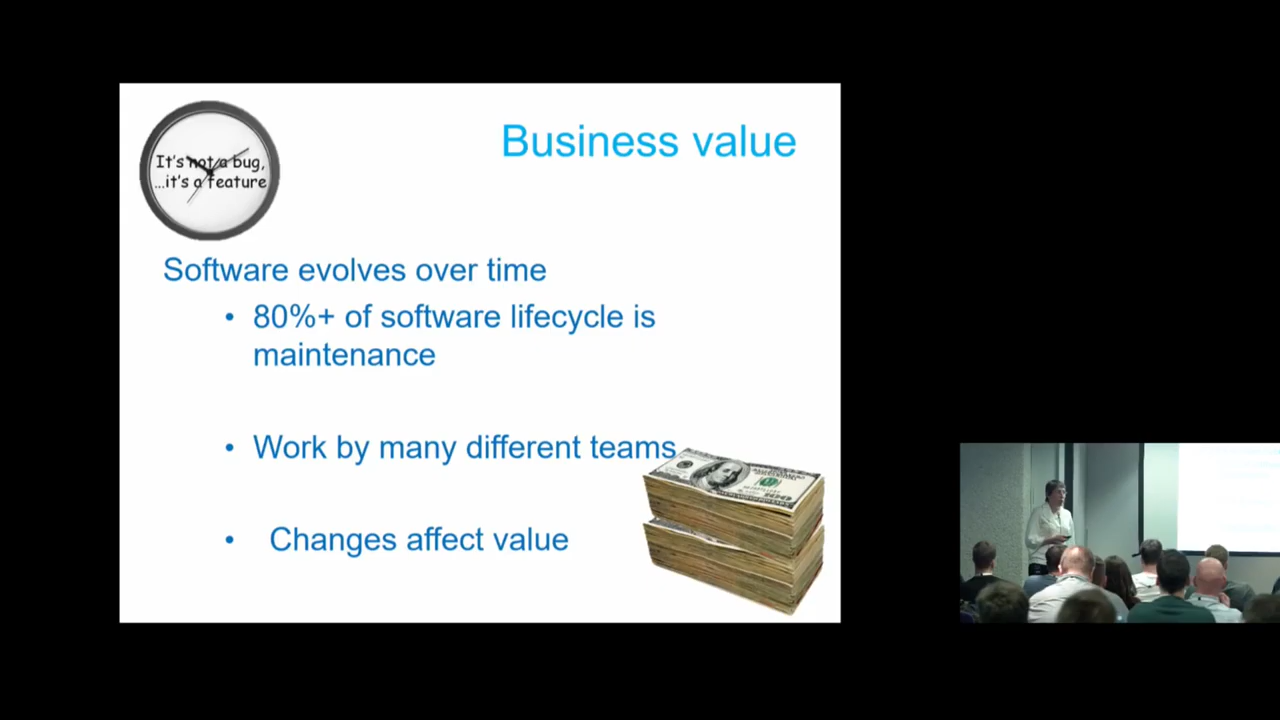 Business value
It's not a bug,
...it's a feature
Software evolves over time
• 80%+ of software lifecycle is
maintenance
• Work by many different teams
• Changes affect value
100